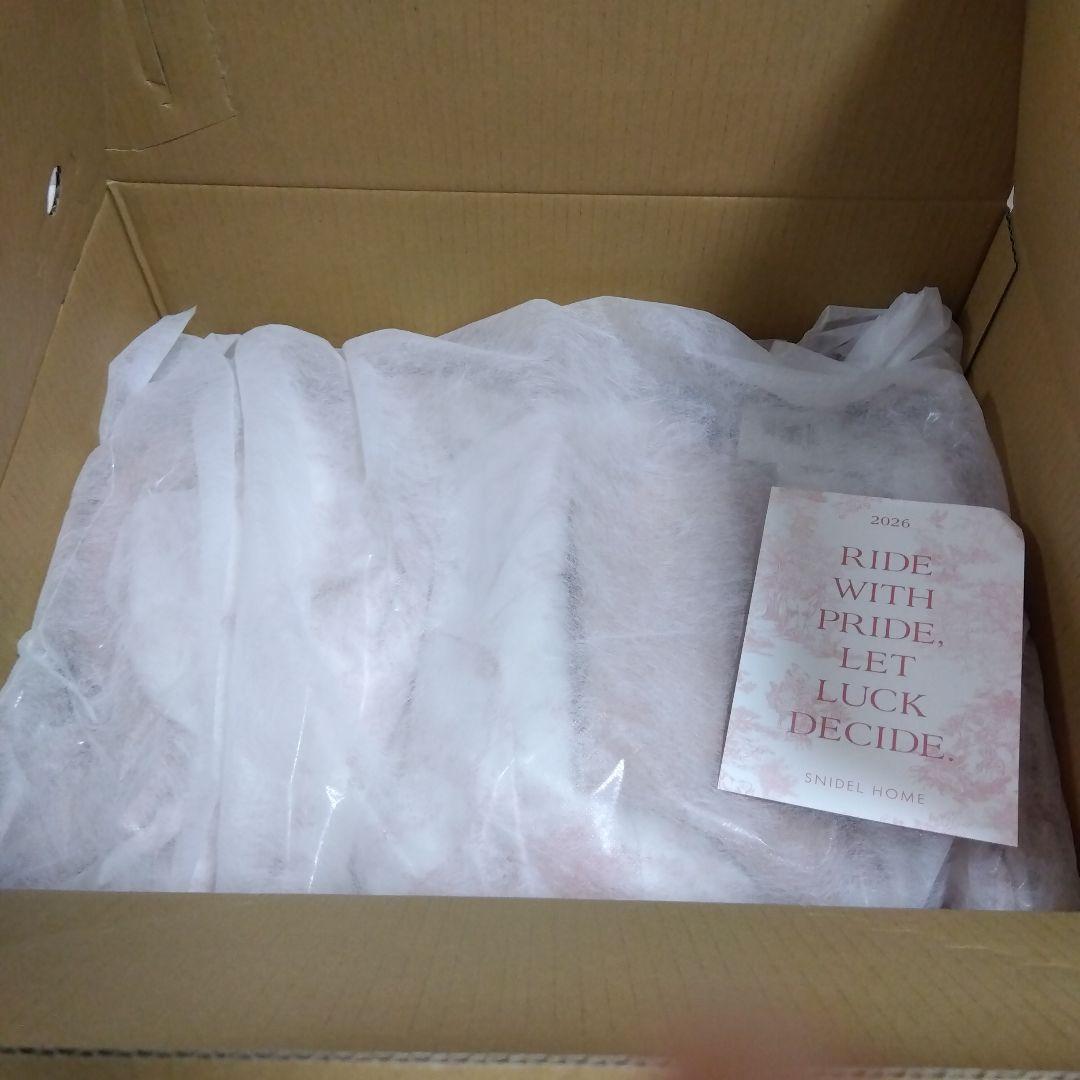 2026
RIDE
WITH
PRIDE,
LET
LUCK
DECIDE.
SNIDEL HOME